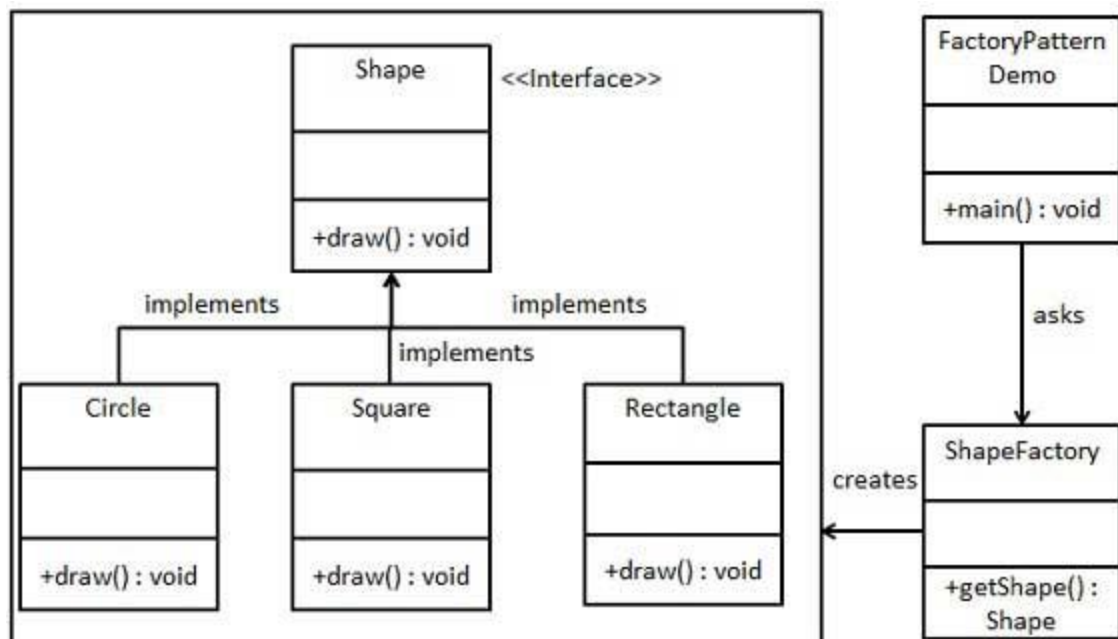 Shape
<<Interface>>
+draw() : void
implements
implements
implements
Circle
+draw() : void
Square
+draw() : void
Rectangle
+draw() : void
FactoryPattern
Demo
+main() : void
asks
creates
ShapeFactory
+getShape() :
Shape